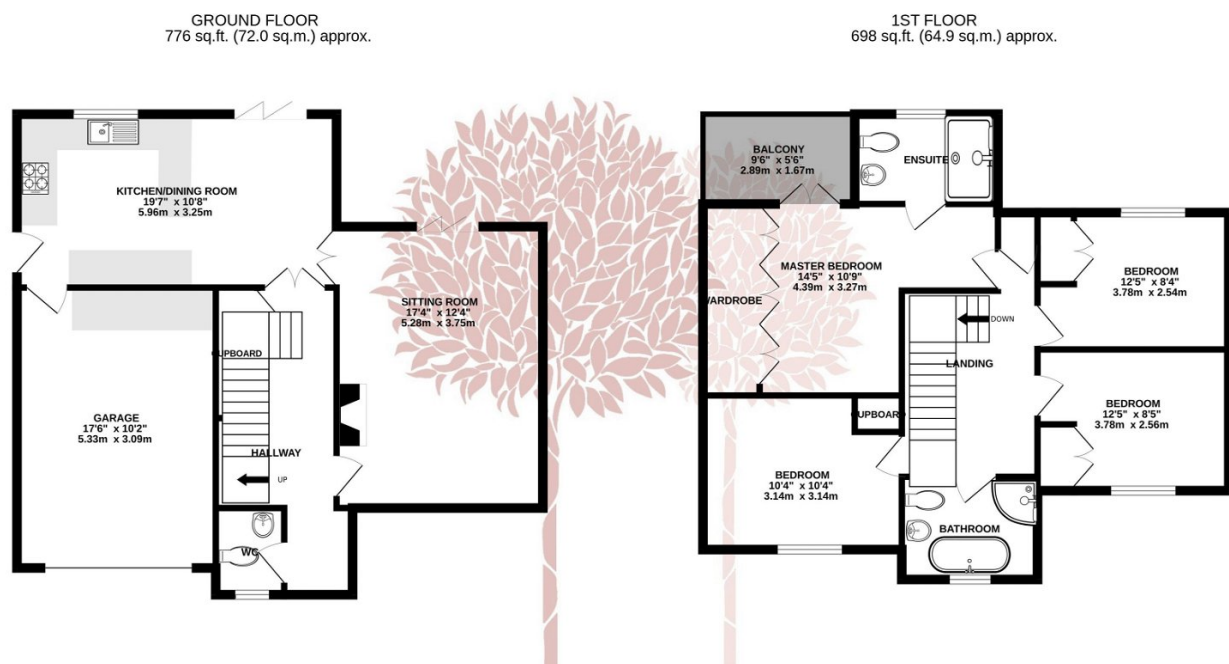 GROUND FLOOR
776 sq.ft. (72.0 sq.m.) approx.
KITCHEN/DINING ROOM
19'7" x 10'8"
5.96m x 3.25m
SITTING ROOM
17'4" x 12'4"
5.28m x 3.75m
CUPBOARD
GARAGE
17'6" x 10'2"
5.33m x 3.09m
HALLWAY
UP
WC
1ST FLOOR
698 sq.ft. (64.9 sq.m.) approx.
BALCONY
9'6" x 5'6"
2.89m x 1.67m
ENSUITE
MASTER BEDROOM
14'5" x 10'9"
4.39m x 3.27m
WARDROBE
BEDROOM
12'5" x 8'4"
3.78m x 2.54m
DOWN
LANDING
BEDROOM
12'5" x 8'5"
3.78m x 2.56m
CUPBOARD
BEDROOM
10'4" x 10'4"
3.14m x 3.14m
BATHROOM